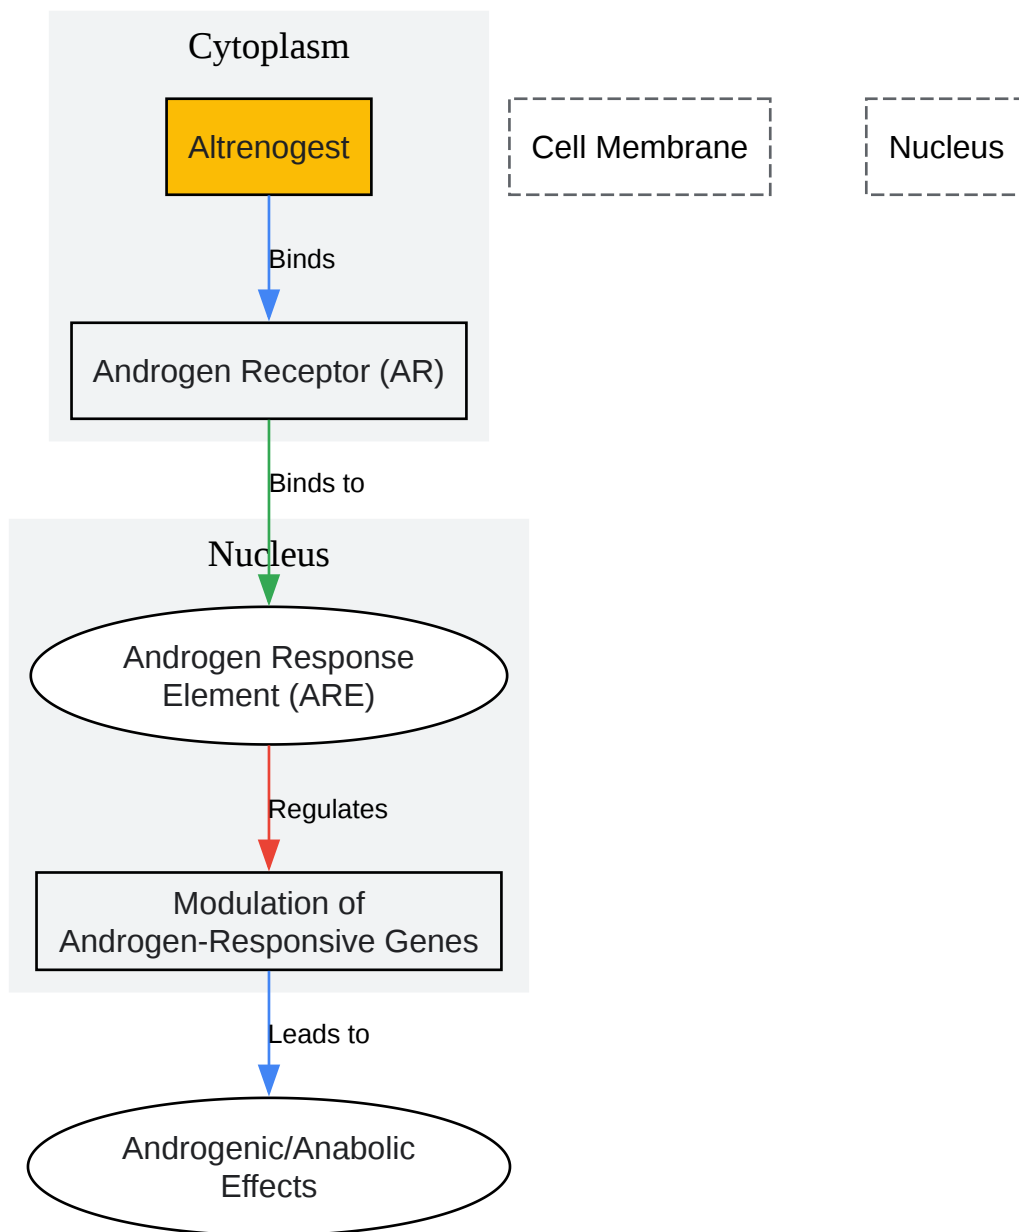 Cytoplasm
Altrenogest
Cell Membrane
Nucleus
Binds
Androgen Receptor (AR)
Binds to
Nucleus
Androgen Response
Element (ARE)
Regulates
Modulation of
Androgen-Responsive Genes
Leads to
Androgenic/Anabolic
Effects